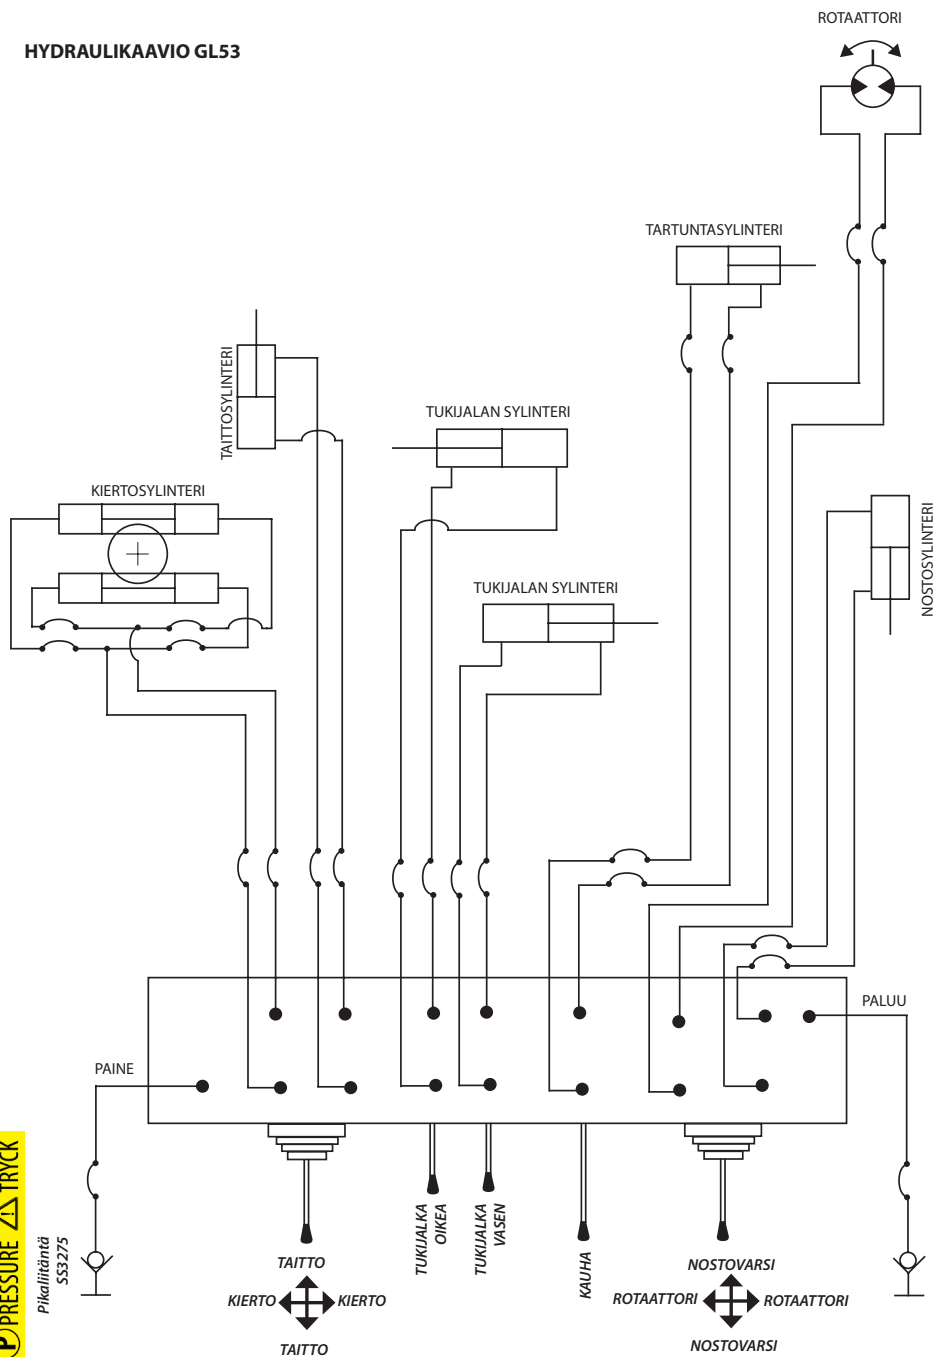 ROTAATTORI
HYDRAULIKAAVIO GL53
TARTUNTASYLINTERI
TAITTOSYLINTERI
TUKIJALAN SYLINTERI
KIERTOSYLINTERI
NOSTOSYLINTERI
TUKIJALAN SYLINTERI
PALUU
PAINE
P PRESSURE TRYCK
Pikaliitäntä
SS3275
TUKIJALKA
OIKEA
TUKIJALKA
VASEN
KAUHA
TAITTO
KIERTO KIERTO
TAITTO
NOSTOVARSI
ROTAATTORI ROTAATTORI
NOSTOVARSI